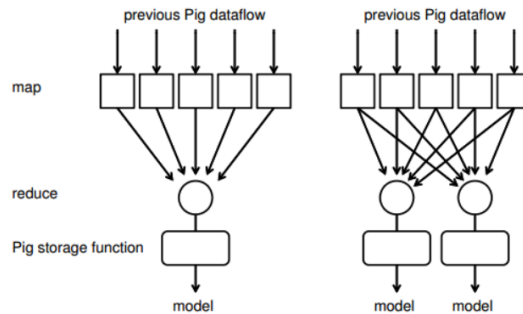 previous Pig dataflow previous Pig dataflow
map
reduce
Pig storage function
model model model